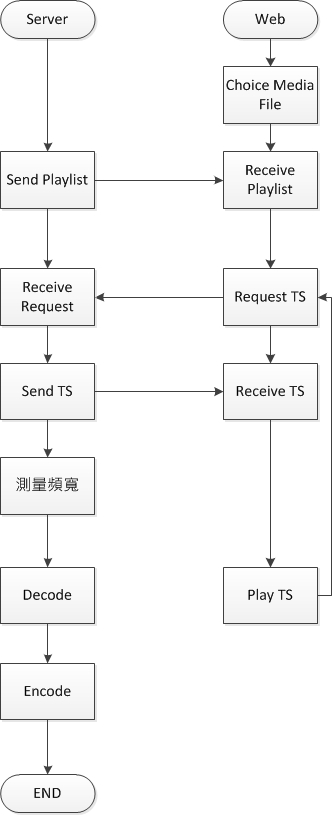 Server
Web
Choice Media
File
Send Playlist
Receive
Playlist
Receive
Request
Request TS
Send TS
Receive TS
測量頻寬
Decode
Play TS
Encode
END